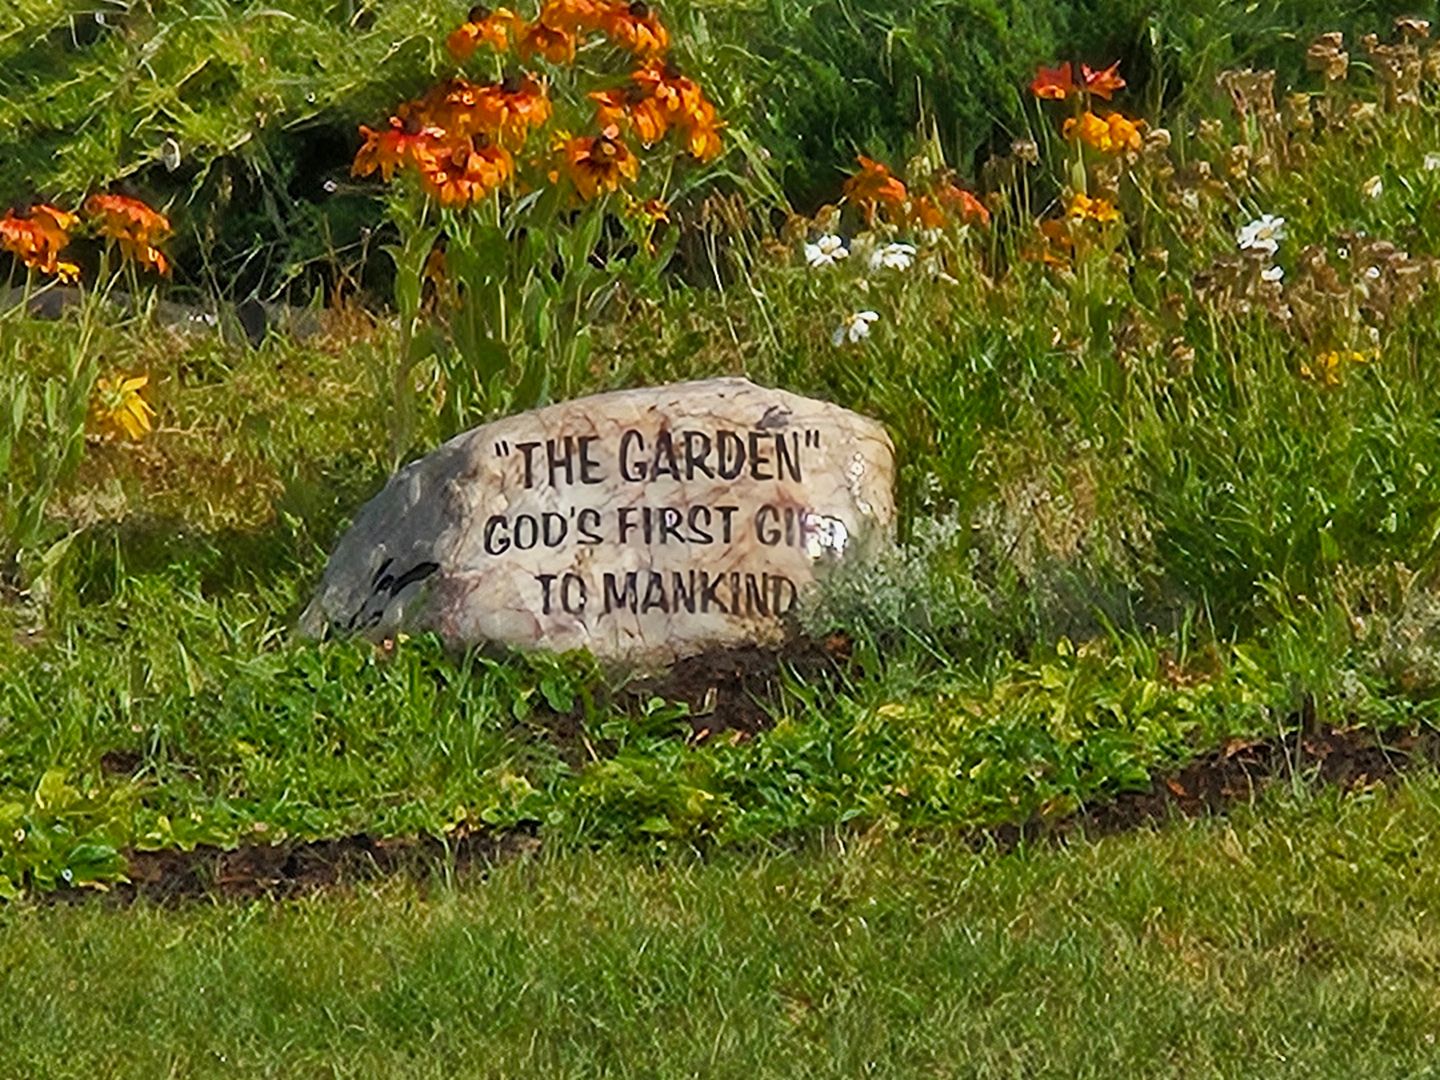 "THE GARDEN"
GOD'S FIRST GIFT
TO MANKIND